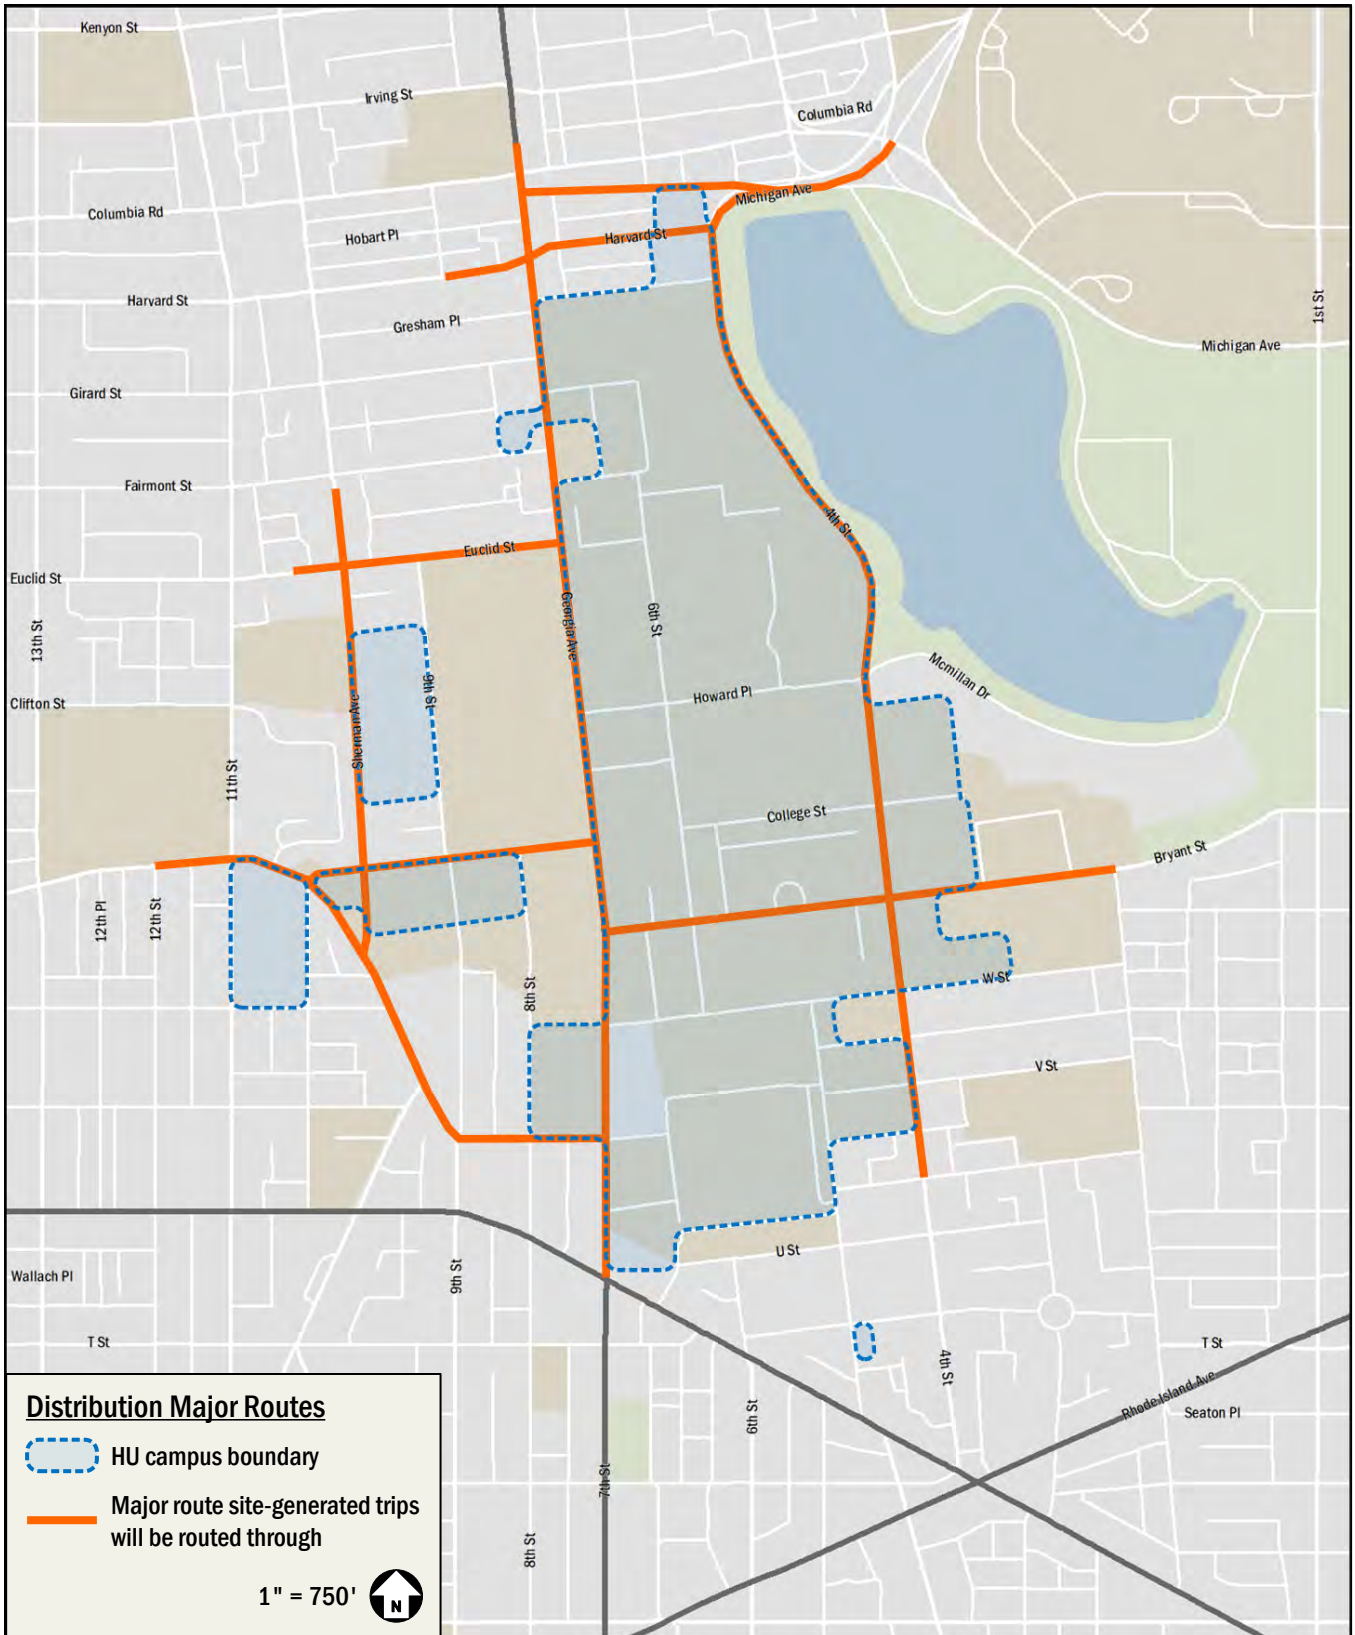 Kenyon St
Irving St
Columbia Rd
Columbia Rd
Michigan Ave
Hobart Pl
Harvard St
Harvard St
1st St
Gresham Pl
Michigan Ave
Girard St
Fairmont St
4th St
Euclid St
Euclid St
13th St
Georgia Ave
6th St
Mcmillan Dr
9th St
Howard Pl
Clifton St
Sherman Ave
11th St
College St
Bryant St
12th Pl
12th St
8th St
W St
V St
U St
Wallach Pl
9th St
T St
T St
4th St
Rhode Island Ave
Seaton Pl
6th St
7th St
8th St
Distribution Major Routes
HU campus boundary
Major route site-generated trips
will be routed through
1" = 750'
N